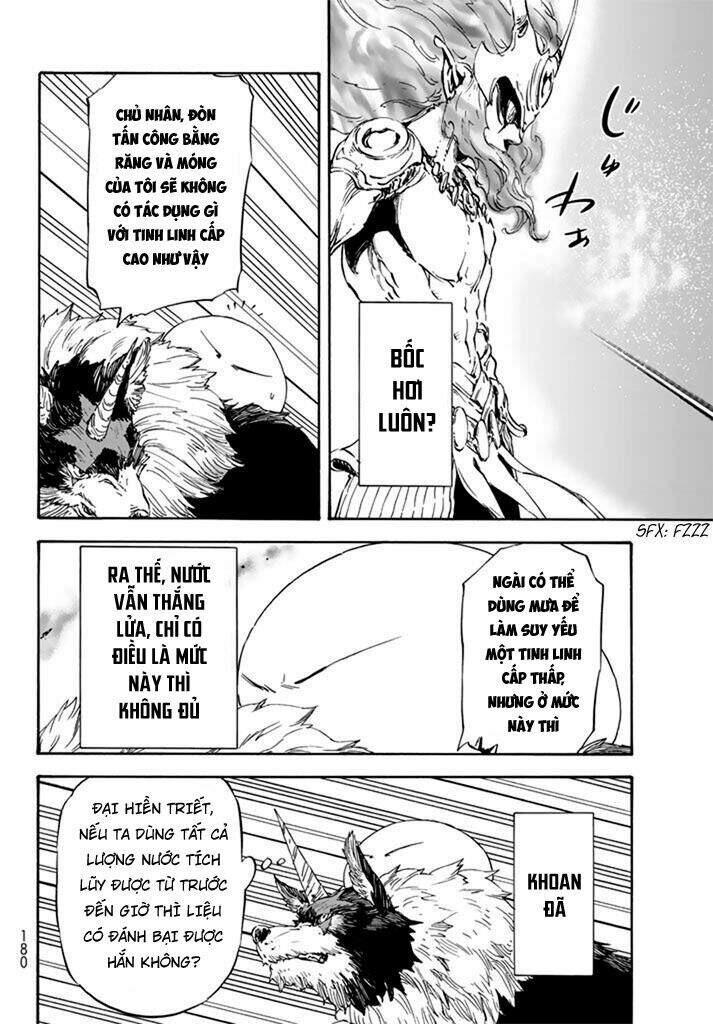 じゅ
わぁ
BỐC
HƠI
LUÔN?
SFX: FZZZ
CHỦ NHÂN, ĐÒN
TẤN CÔNG BẰNG
RĂNG VÀ MÓNG
CỦA TÔI SẼ KHÔNG
CÓ TÁC DỤNG GÌ
VỚI TINH LINH CẤP
CAO NHƯ VẬY
NGÀI CÓ THỂ
DÙNG MƯA ĐỂ
LÀM SUY YẾU
MỘT TINH LINH
CẤP THẤP,
NHƯNG Ở MỨC
NÀY THÌ
RA THẾ, NƯỚC
VẪN THẮNG
LỬA, CHỈ CÓ
ĐIỀU LÀ MỨC
NÀY THÌ
KHÔNG ĐỦ
KHOAN
ĐÃ
ĐẠI HIỀN TRIẾT,
NẾU TA DÙNG TẤT CẢ
LƯỢNG NƯỚC TÍCH
LŨY ĐƯỢC TỪ TRƯỚC
ĐẾN GIỜ THÌ LIỆU
CÓ ĐÁNH BẠI ĐƯỢC
HẮN KHÔNG?
180